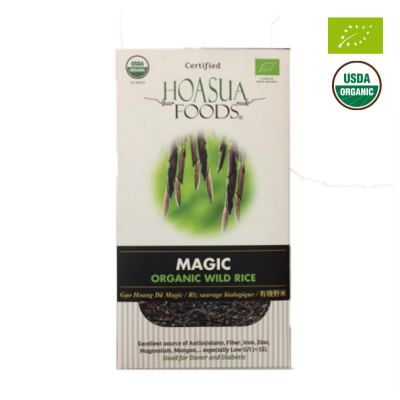 Certified
USDA
ORGANIC
HOASUA
FOODS®
MAGIC
ORGANIC WILD RICE
Gạo Hoang Dã Magic / Riz sauvage biologique / 有機野米
Excellent source of Antioxidants, Fiber, Iron, Zinc,
Magnesium, Mangan,... especially Low G/I (<55).
Good for Dieter and Diabetic
USDA
ORGANIC